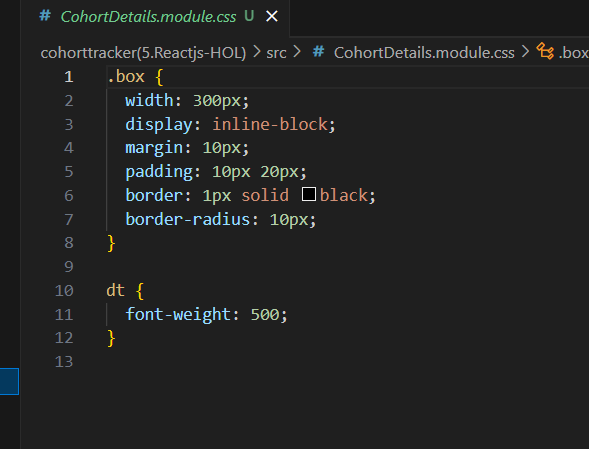 # CohortDetails.module.css U ×
cohorttracker(5.Reactjs-HOL) > src > # CohortDetails.module.css > .box
1 .box {
2 width: 300px;
3 display: inline-block;
4 margin: 10px;
5 padding: 10px 20px;
6 border: 1px solid black;
7 border-radius: 10px;
8 }
9
10 dt {
11 font-weight: 500;
12 }
13